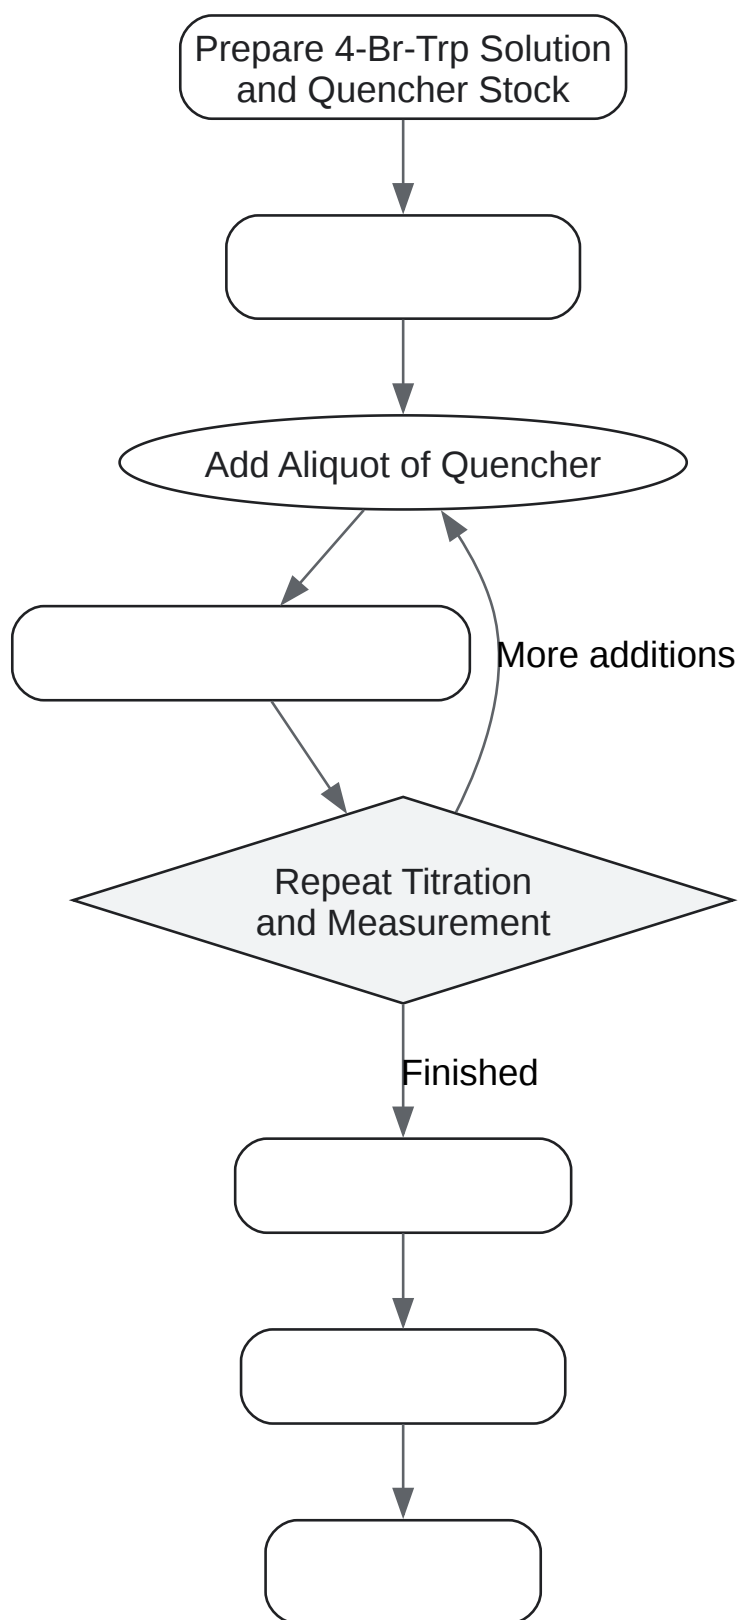 Prepare 4-Br-Trp Solution
and Quencher Stock
Add Aliquot of Quencher
More additions
Repeat Titration
and Measurement
Finished